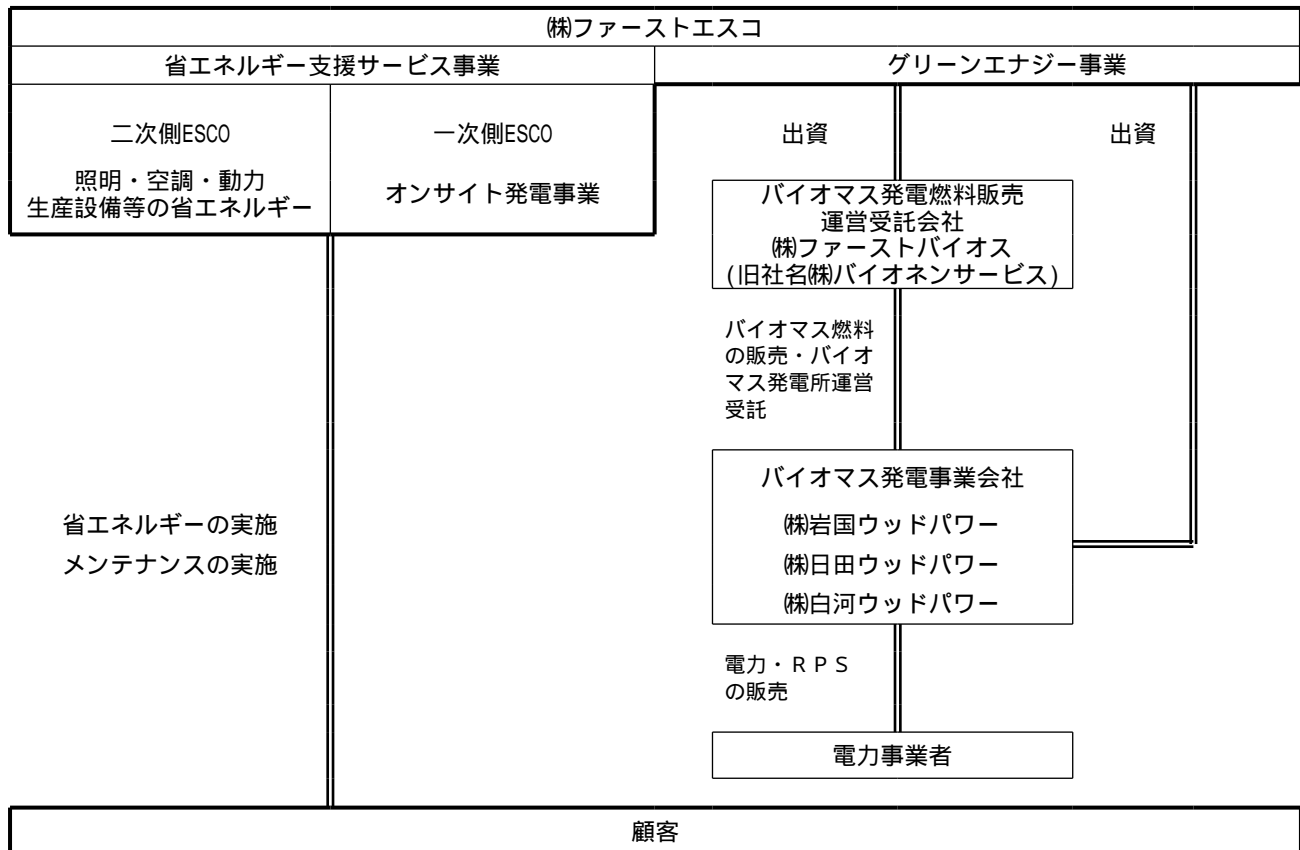 ㈱ファーストエスコ
省エネルギー支援サービス事業
グリーンエナジー事業
二次側ESCO
照明・空調・動力
生産設備等の省エネルギー
一次側ESCO
オンサイト発電事業
出資
出資
バイオマス発電燃料販売
運営受託会社
㈱ファーストバイオス
(旧社名㈱バイオネンサービス)
バイオマス燃料
の販売・バイオ
マス発電所運営
受託
バイオマス発電事業会社
㈱岩国ウッドパワー
㈱日田ウッドパワー
㈱白河ウッドパワー
省エネルギーの実施
メンテナンスの実施
電力・ＲＰＳ
の販売
電力事業者
顧客